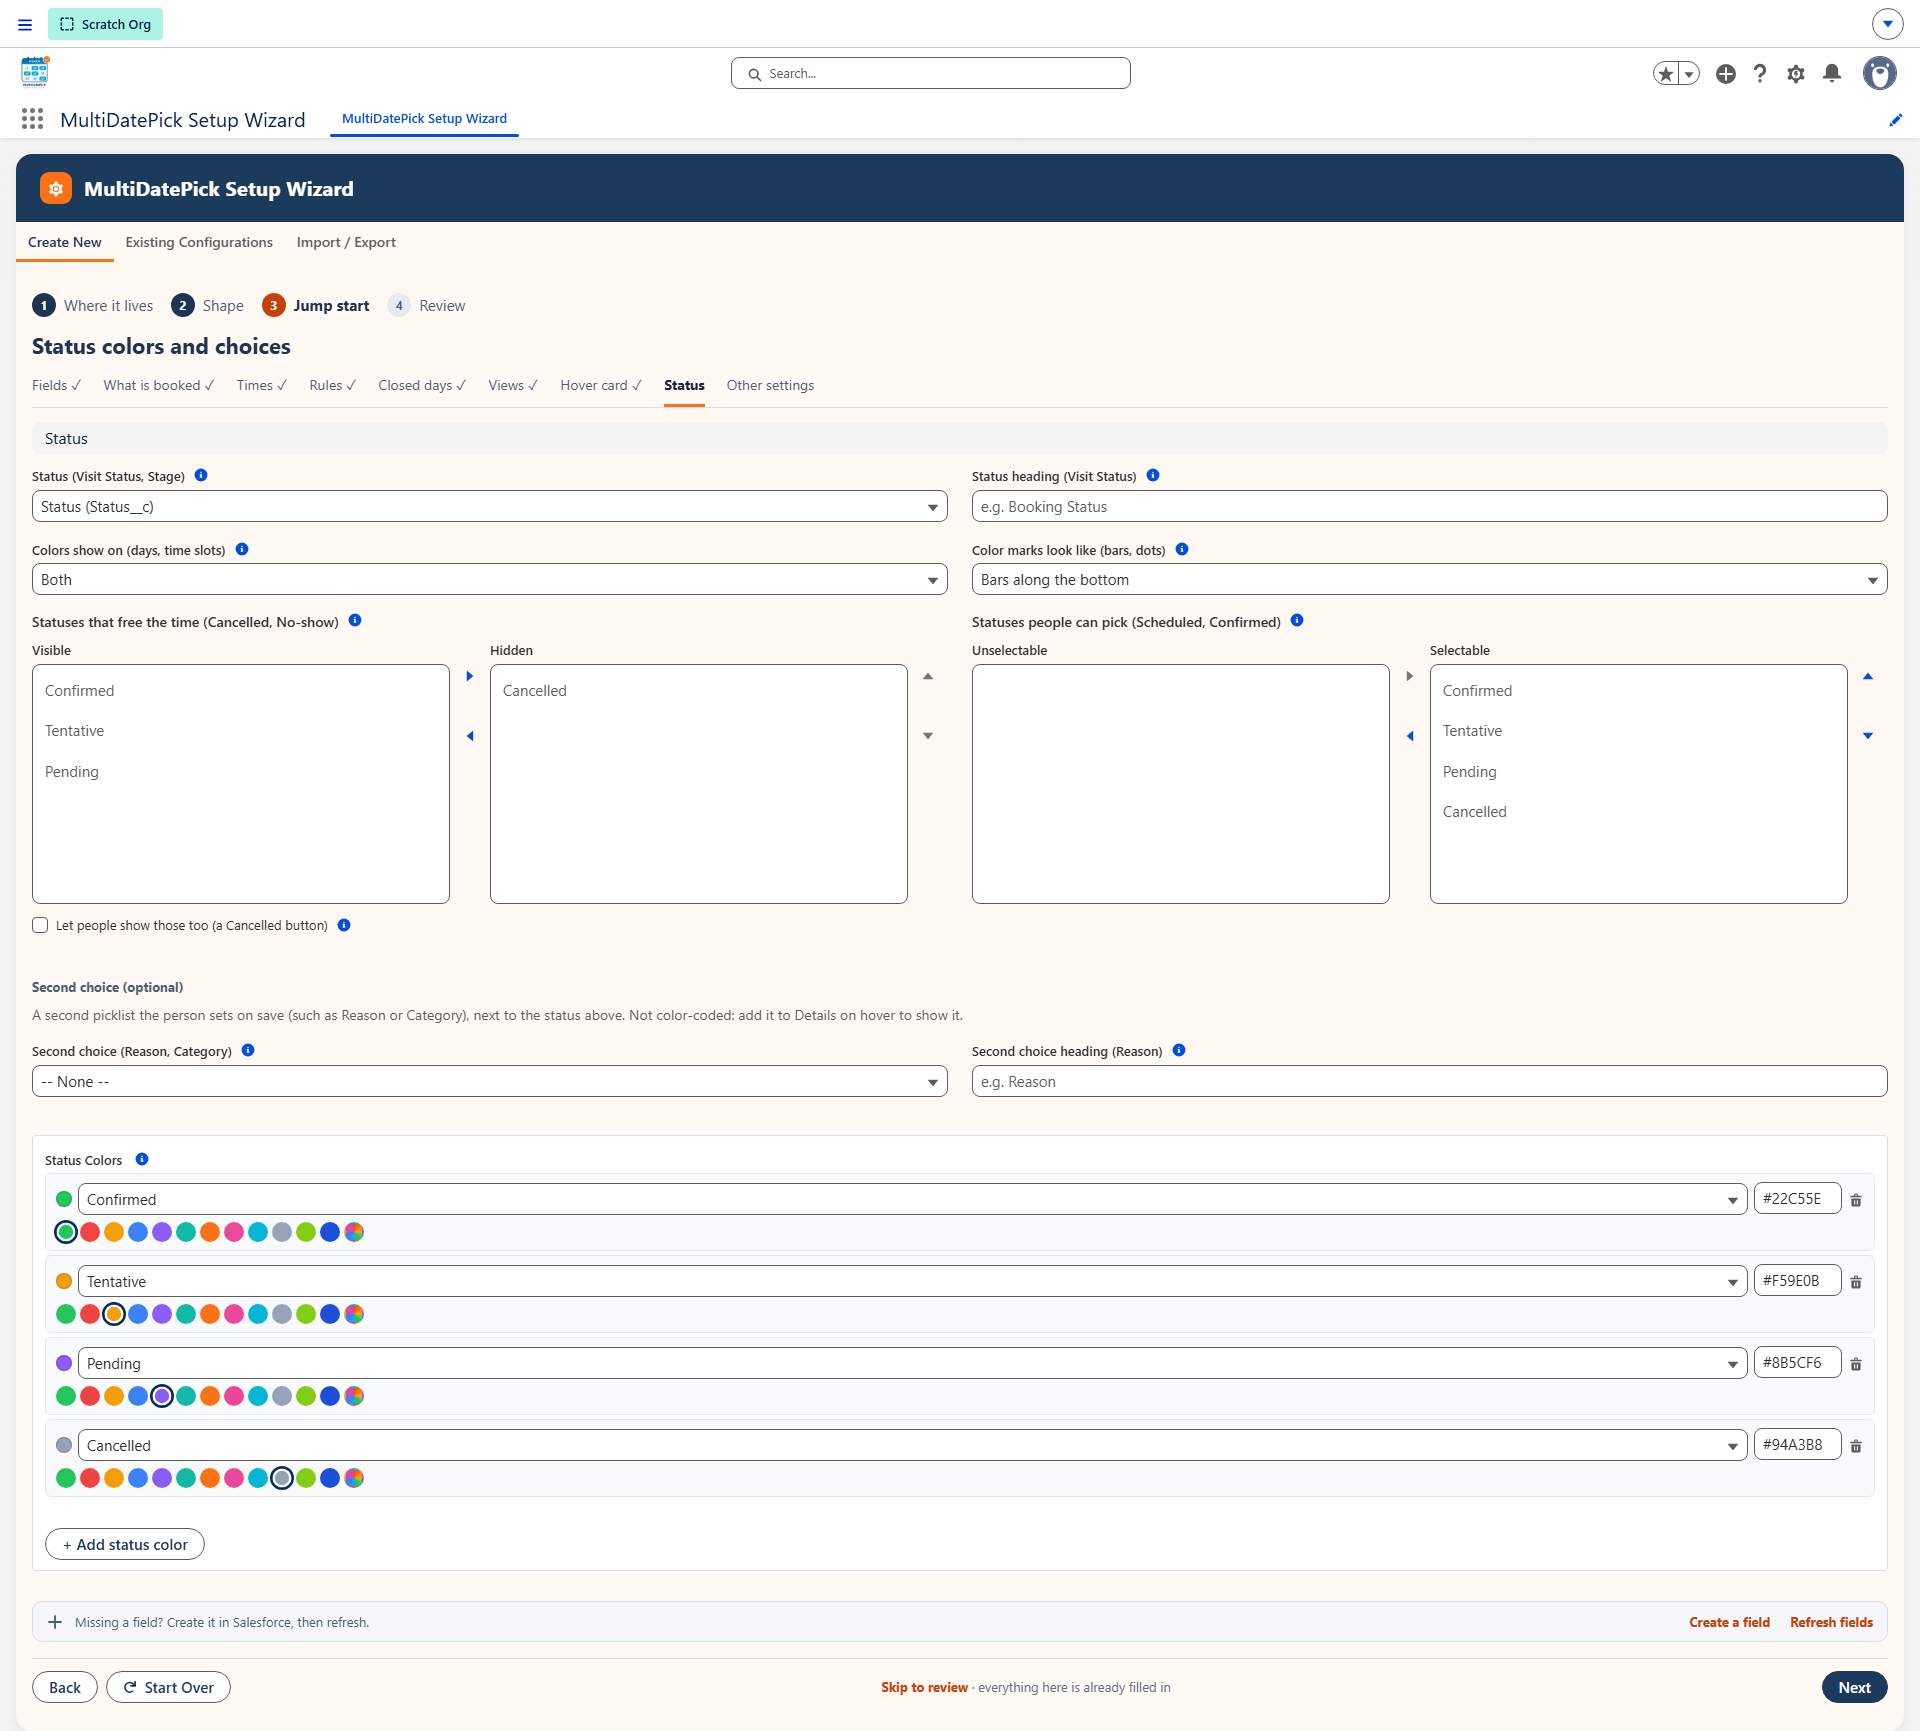 Scratch Org
Search...
MultiDatePick Setup Wizard
MultiDatePick Setup Wizard
MultiDatePick Setup Wizard
Create New
Existing Configurations
Import / Export
1 Where it lives
2 Shape
3 Jump start
4 Review
Status colors and choices
Fields ✓
What is booked ✓
Times ✓
Rules ✓
Closed days ✓
Views ✓
Hover card ✓
Status
Other settings
Status
Status (Visit Status, Stage)
Status (Status__c)
Status heading (Visit Status)
e.g. Booking Status
Colors show on (days, time slots)
Both
Color marks look like (bars, dots)
Bars along the bottom
Statuses that free the time (Cancelled, No-show)
Visible
Confirmed
Tentative
Pending
Hidden
Cancelled
Statuses people can pick (Scheduled, Confirmed)
Unselectable
Selectable
Confirmed
Tentative
Pending
Cancelled
Let people show those too (a Cancelled button)
Second choice (optional)
A second picklist the person sets on save (such as Reason or Category), next to the status above. Not color-coded: add it to Details on hover to show it.
Second choice (Reason, Category)
-- None --
Second choice heading (Reason)
e.g. Reason
Status Colors
Confirmed
#22C55E
Tentative
#F59E0B
Pending
#8B5CF6
Cancelled
#94A3B8
+ Add status color
Missing a field? Create it in Salesforce, then refresh.
Create a field
Refresh fields
Back
Start Over
Skip to review · everything here is already filled in
Next